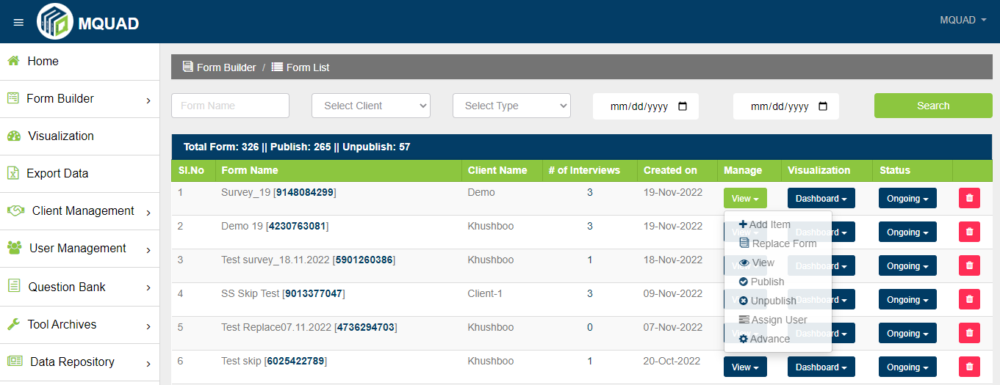 MQUAD
MQUAD
Home
Form Builder
Visualization
Export Data
Client Management
User Management
Question Bank
Tool Archives
Data Repository
Form Builder / Form List
Form Name Select Client Select Type mm/dd/yyyy mm/dd/yyyy Search
Total Form: 326 || Publish: 265 || Unpublish: 57
Sl.No Form Name Client Name # of Interviews Created on Manage Visualization Status
1 Survey_19 [9148084299] Demo 3 19-Nov-2022 View Dashboard Ongoing
2 Demo 19 [4230763081] Khushboo 3 19-Nov-2022 View Dashboard Ongoing
3 Test survey_18.11.2022 [5901260386] Khushboo 1 18-Nov-2022 View Dashboard Ongoing
4 SS Skip Test [9013377047] Client-1 3 09-Nov-2022 View Dashboard Ongoing
5 Test Replace07.11.2022 [4736294703] Khushboo 0 07-Nov-2022 View Dashboard Ongoing
6 Test skip [6025422789] Khushboo 1 20-Oct-2022 View Dashboard Ongoing
Add Item
Replace Form
View
Publish
Unpublish
Assign User
Advance